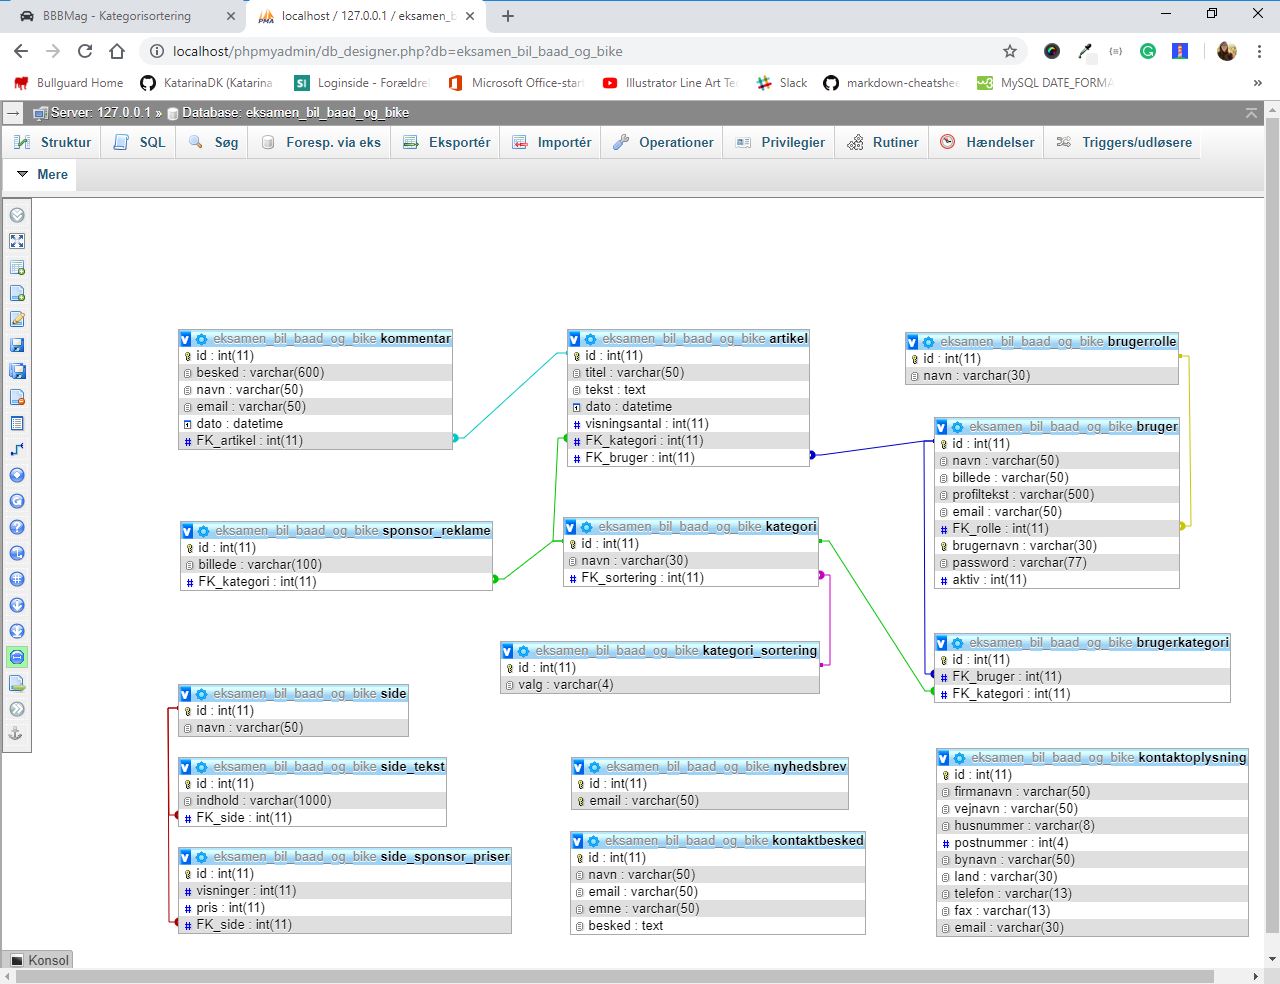 BBBMag - Kategorisortering
localhost / 127.0.0.1 / eksamen_b
localhost/phpmyadmin/db_designer.php?db=eksamen_bil_baad_og_bike
Bullguard Home
KatarinaDK (Katarina
Loginside - Forældre
Microsoft Office-star
Illustrator Line Art Te
Slack
markdown-cheatshe
MySQL DATE_FORMA
Server: 127.0.0.1 » Database: eksamen_bil_baad_og_bike
Struktur
SQL
Søg
Foresp. via eks
Eksportér
Importér
Operationer
Privilegier
Rutiner
Hændelser
Triggers/udløsere
Mere
eksamen_bil_baad_og_bike kommentar
id : int(11)
besked : varchar(600)
navn : varchar(50)
email : varchar(50)
dato : datetime
FK_artikel : int(11)
eksamen_bil_baad_og_bike artikel
id : int(11)
titel : varchar(50)
tekst : text
dato : datetime
visningsantal : int(11)
FK_kategori : int(11)
FK_bruger : int(11)
eksamen_bil_baad_og_bike brugerrolle
id : int(11)
navn : varchar(30)
eksamen_bil_baad_og_bike bruger
id : int(11)
navn : varchar(50)
billede : varchar(50)
profiltekst : varchar(500)
email : varchar(50)
FK_rolle : int(11)
brugernavn : varchar(30)
password : varchar(77)
aktiv : int(11)
eksamen_bil_baad_og_bike sponsor_reklame
id : int(11)
billede : varchar(100)
FK_kategori : int(11)
eksamen_bil_baad_og_bike kategori
id : int(11)
navn : varchar(30)
FK_sortering : int(11)
eksamen_bil_baad_og_bike kategori_sortering
id : int(11)
valg : varchar(4)
eksamen_bil_baad_og_bike brugerkategori
id : int(11)
FK_bruger : int(11)
FK_kategori : int(11)
eksamen_bil_baad_og_bike side
id : int(11)
navn : varchar(50)
eksamen_bil_baad_og_bike side_tekst
id : int(11)
indhold : varchar(1000)
FK_side : int(11)
eksamen_bil_baad_og_bike side_sponsor_priser
id : int(11)
visninger : int(11)
pris : int(11)
FK_side : int(11)
eksamen_bil_baad_og_bike nyhedsbrev
id : int(11)
email : varchar(50)
eksamen_bil_baad_og_bike kontaktbesked
id : int(11)
navn : varchar(50)
email : varchar(50)
emne : varchar(50)
besked : text
eksamen_bil_baad_og_bike kontaktoplysning
id : int(11)
firmanavn : varchar(50)
vejnavn : varchar(50)
husnummer : varchar(8)
postnummer : int(4)
bynavn : varchar(50)
land : varchar(30)
telefon : varchar(13)
fax : varchar(13)
email : varchar(30)
Konsol